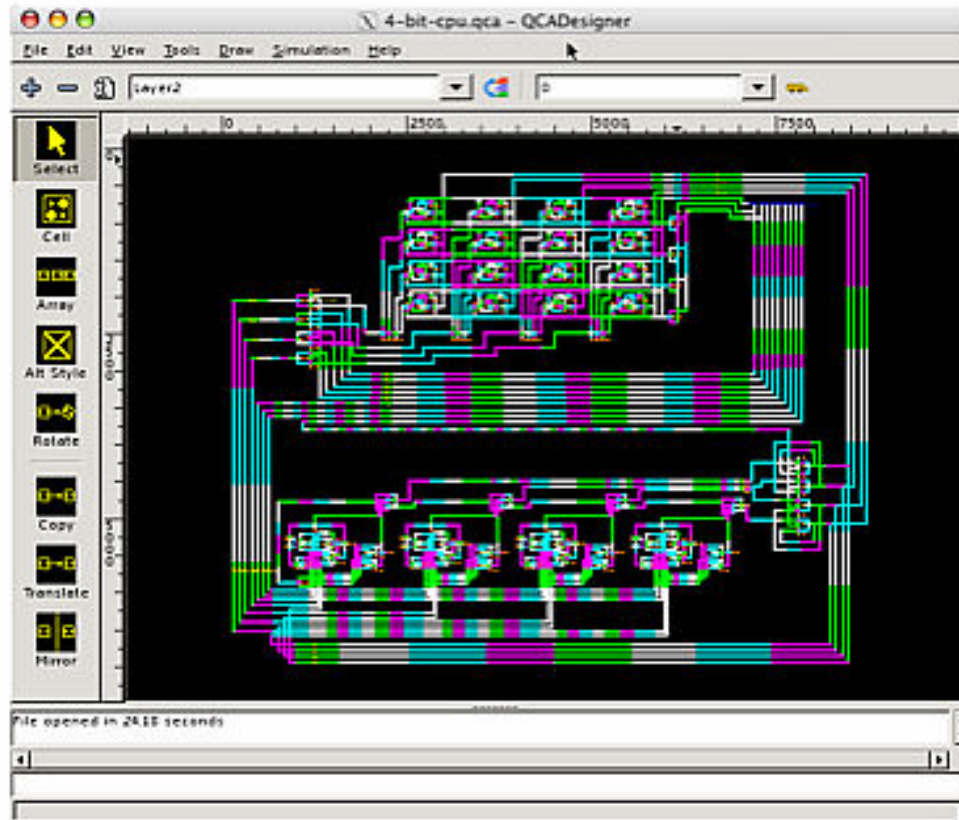 4-bit-cpu.qca – QCADesigner
File Edit View Tools Draw Simulation Help
Layer2
0 2500 5000 7500
Select
Cell
Array
Alt Style
Rotate
Copy
Translate
Mirror
5000
File opened in 24.18 seconds